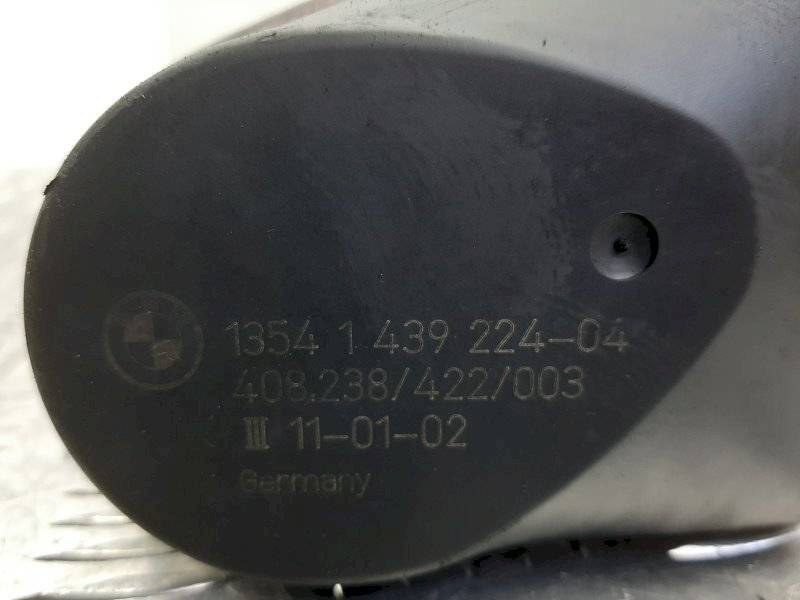 1354 1 439 224-04
408.238/422/003
III 11-01-02
Germany